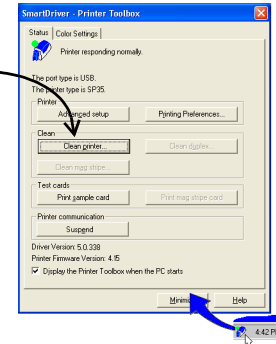 SmartDriver - Printer Toolbox
Status Color Settings
Printer responding normally.
The port type is USB.
The printer type is SP35.
Printer
Advanced setup Printing Preferences...
Clean
Clean printer... Clean duplex...
Clean mag stripe...
Test cards
Print sample card Print mag stripe card
Printer communication
Suspend
Driver Version: 5.0.338
Printer Firmware Version: 4.15
Display the Printer Toolbox when the PC starts
Minimize Help
4:42 PM